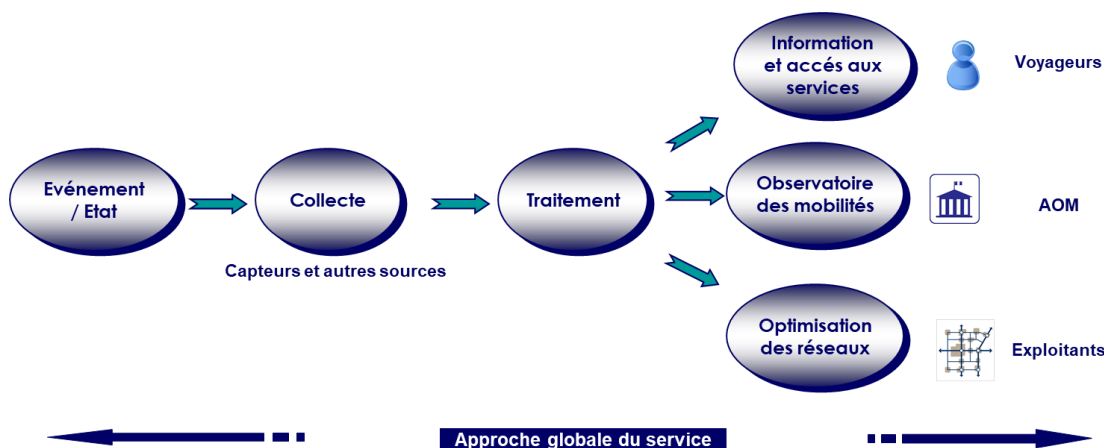 Information
et accés aux
services
Voyageurs
Evénement
/ Etat
Collecte
Traitement
Observatoire
des mobilités
AOM
Capteurs et autres sources
Optimisation
des réseaux
Exploitants
Approche globale du service